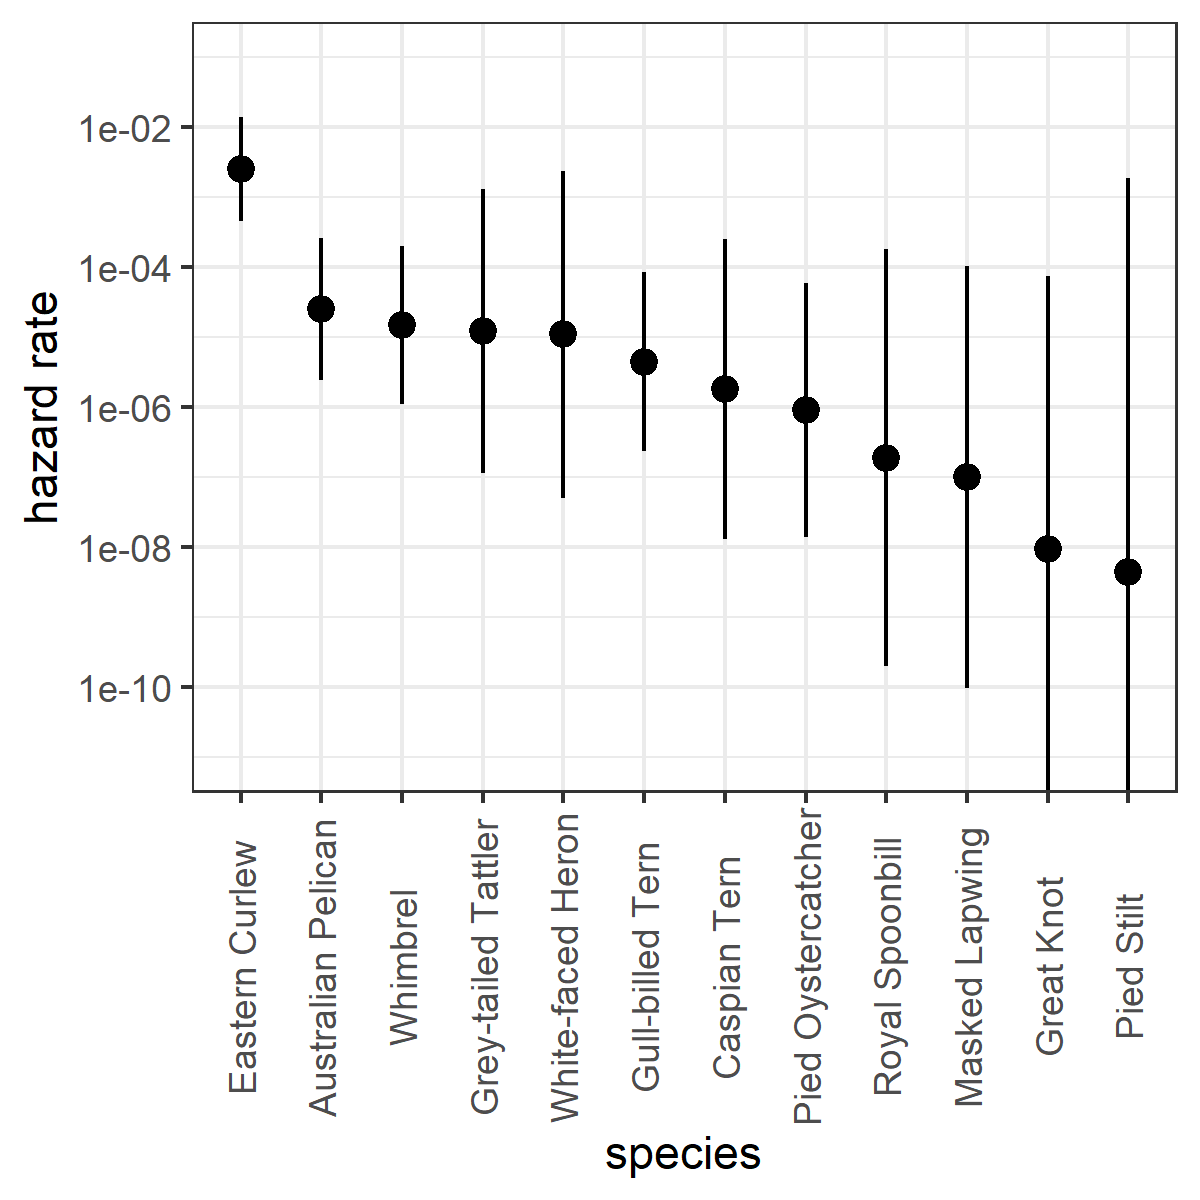 hazard rate
1e-02
1e-04
1e-06
1e-08
1e-10
Eastern Curlew
Australian Pelican
Whimbrel
Grey-tailed Tattler
White-faced Heron
Gull-billed Tern
Caspian Tern
Pied Oystercatcher
Royal Spoonbill
Masked Lapwing
Great Knot
Pied Stilt
species